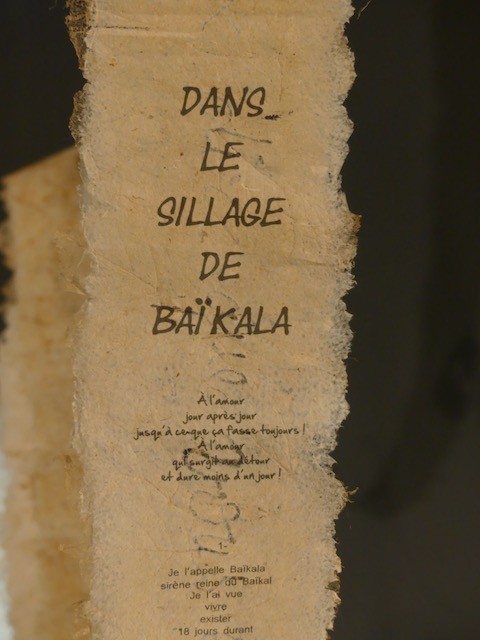 DANS
LE
SILLAGE
DE
BAÏKALA
À l'amour
jour après jour
jusqu'à ce que ça fasse toujours !
À l'amour
qui surgit au détour
et dure moins d'un jour !
1
Je l'appelle Baïkala
sirène reine du Baïkal
Je l'ai vue
vivre
exister
18 jours durant